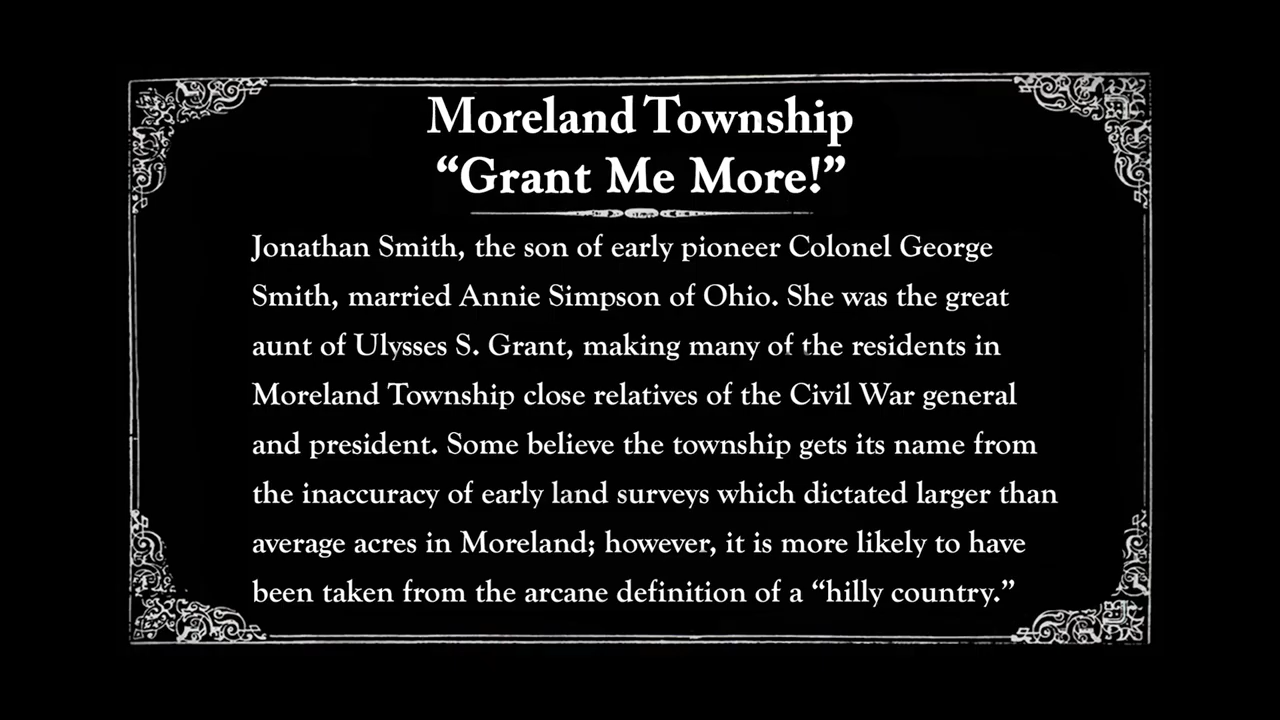 Moreland Township
“Grant Me More!”
Jonathan Smith, the son of early pioneer Colonel George
Smith, married Annie Simpson of Ohio. She was the great
aunt of Ulysses S. Grant, making many of the residents in
Moreland Township close relatives of the Civil War general
and president. Some believe the township gets its name from
the inaccuracy of early land surveys which dictated larger than
average acres in Moreland; however, it is more likely to have
been taken from the arcane definition of a “hilly country.”